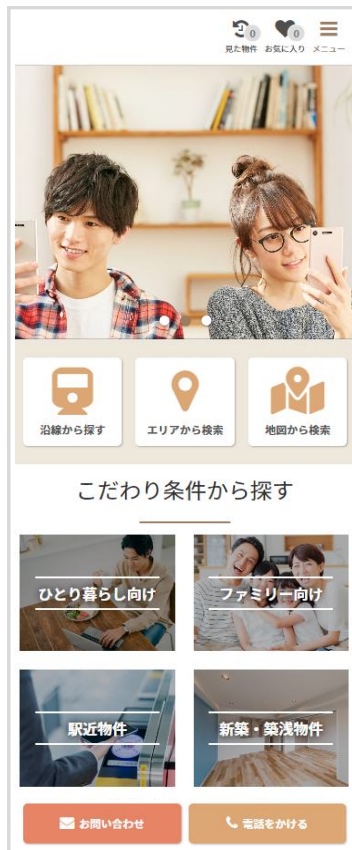 0
0
見た物件 お気に入り メニュー
沿線から探す エリアから検索 地図から検索
こだわり条件から探す
ひとり暮らし向け ファミリー向け
駅近物件 新築・築浅物件
お問い合わせ 電話をかける